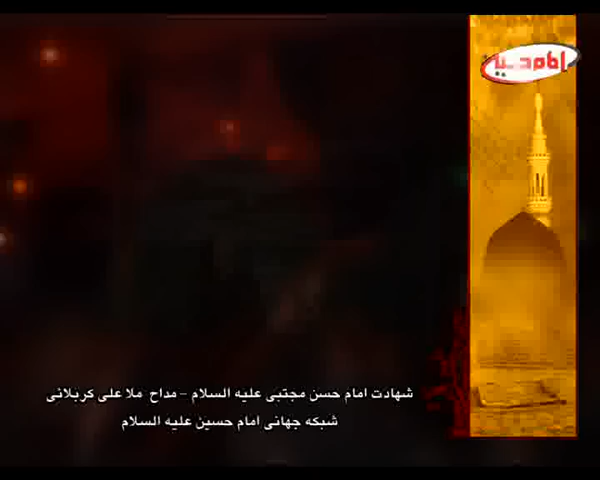 امام حسین
شهادت امام حسن مجتبی علیه السلام - مداح ملا علی کربلائی
شبکه جهانی امام حسین علیه السلام